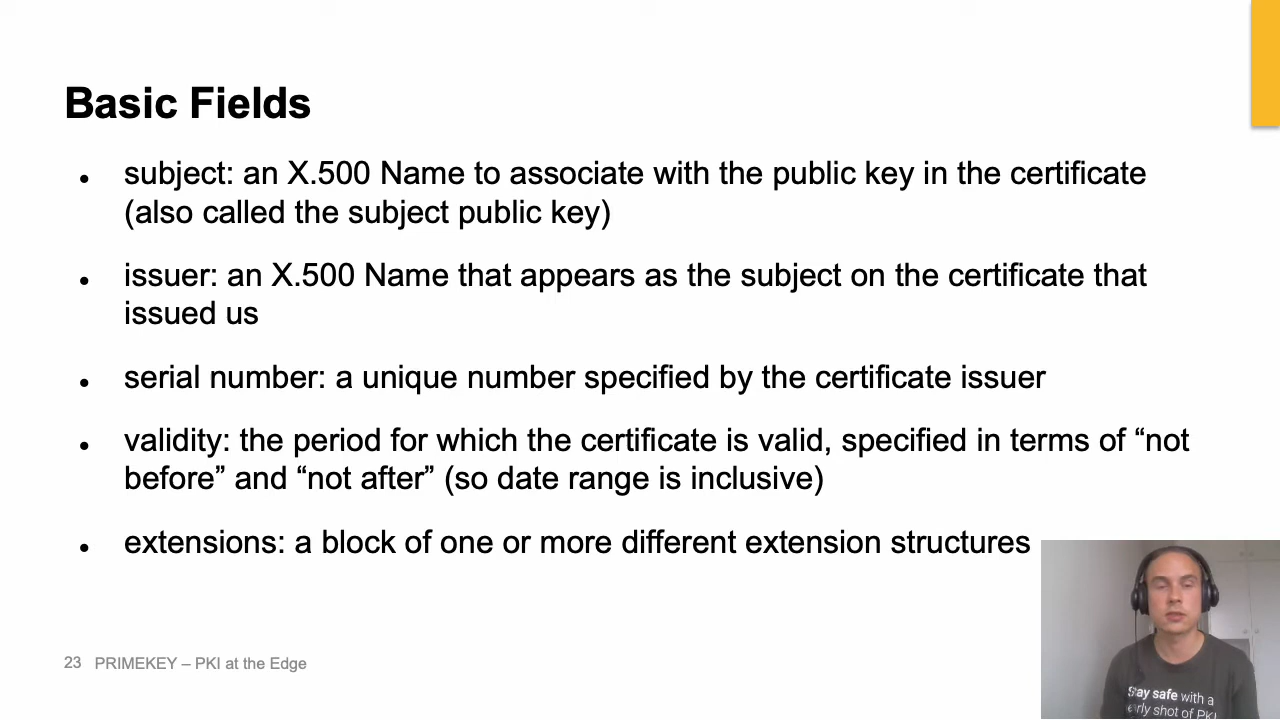 Basic Fields
• subject: an X.500 Name to associate with the public key in the certificate
(also called the subject public key)
• issuer: an X.500 Name that appears as the subject on the certificate that
issued us
• serial number: a unique number specified by the certificate issuer
• validity: the period for which the certificate is valid, specified in terms of “not
before” and “not after” (so date range is inclusive)
• extensions: a block of one or more different extension structures
23 PRIMEKEY – PKI at the Edge
Stay safe with a
shot of PKI